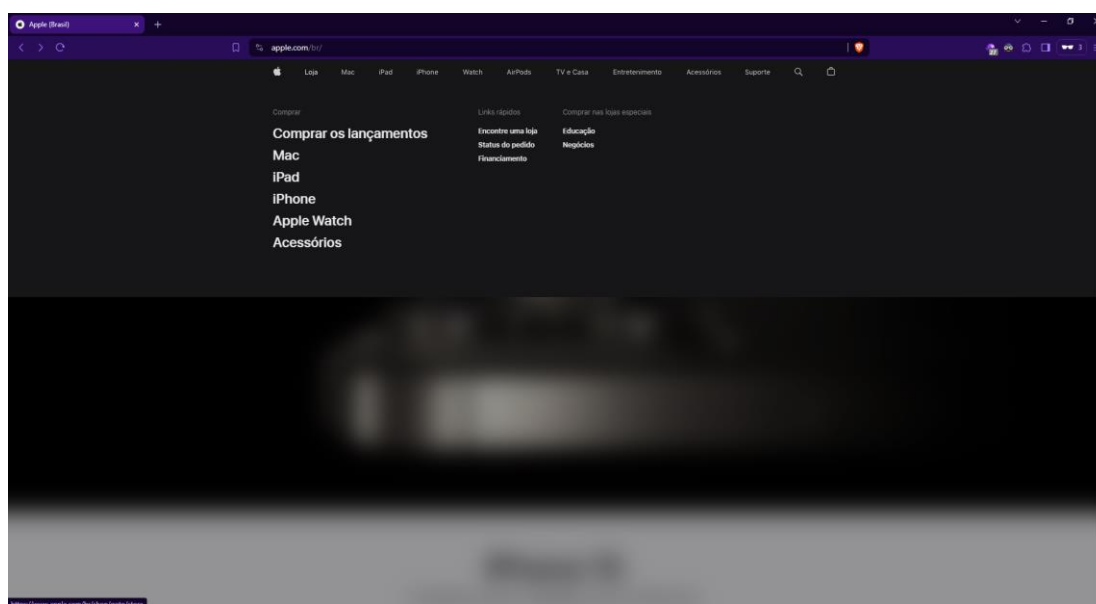 Apple (Brasil)
apple.com/br/
Loja Mac iPad iPhone Watch AirPods TV e Casa Entretenimento Acessórios Suporte
Comprar
Comprar os lançamentos
Mac
iPad
iPhone
Apple Watch
Acessórios
Links rápidos
Encontre uma loja
Status do pedido
Financiamento
Comprar nas lojas especiais
Educação
Negócios